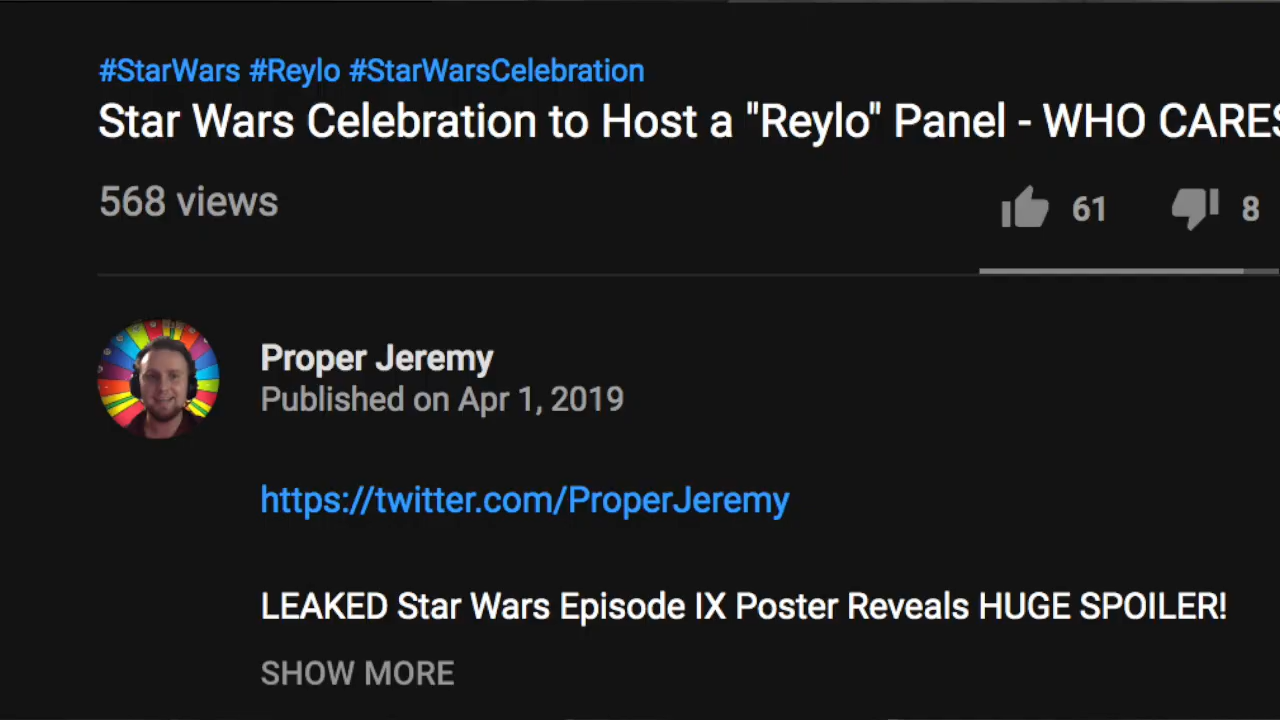 #StarWars #Reylo #StarWarsCelebration
Star Wars Celebration to Host a "Reylo" Panel - WHO CARES
568 views
61
8
Proper Jeremy
Published on Apr 1, 2019
https://twitter.com/ProperJeremy
LEAKED Star Wars Episode IX Poster Reveals HUGE SPOILER!
SHOW MORE